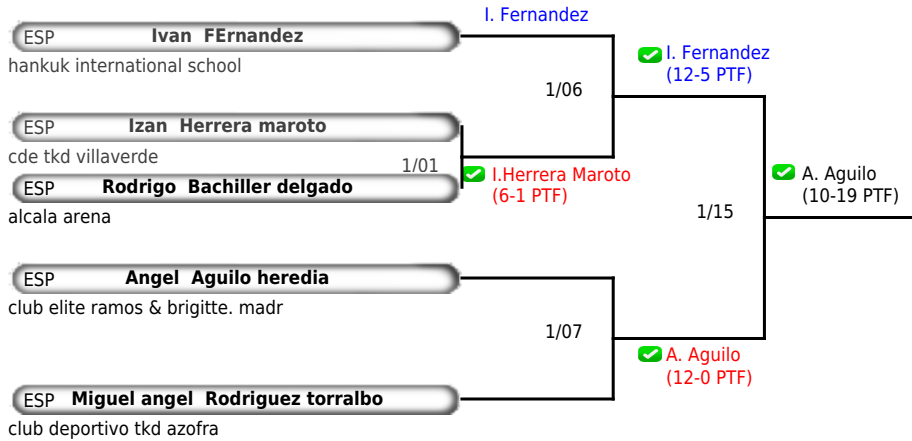 I. Fernandez
ESP Ivan FErnandez
hankuk international school
I. Fernandez
(12-5 PTF)
1/06
ESP Izan Herrera maroto
cde tkd villaverde
1/01
I.Herrera Maroto
(6-1 PTF)
ESP Rodrigo Bachiller delgado
alcala arena
A. Aguilo
(10-19 PTF)
1/15
ESP Angel Aguilo heredia
club elite ramos & brigitte. madr
1/07
A. Aguilo
(12-0 PTF)
ESP Miguel angel Rodriguez torralbo
club deportivo tkd azofra